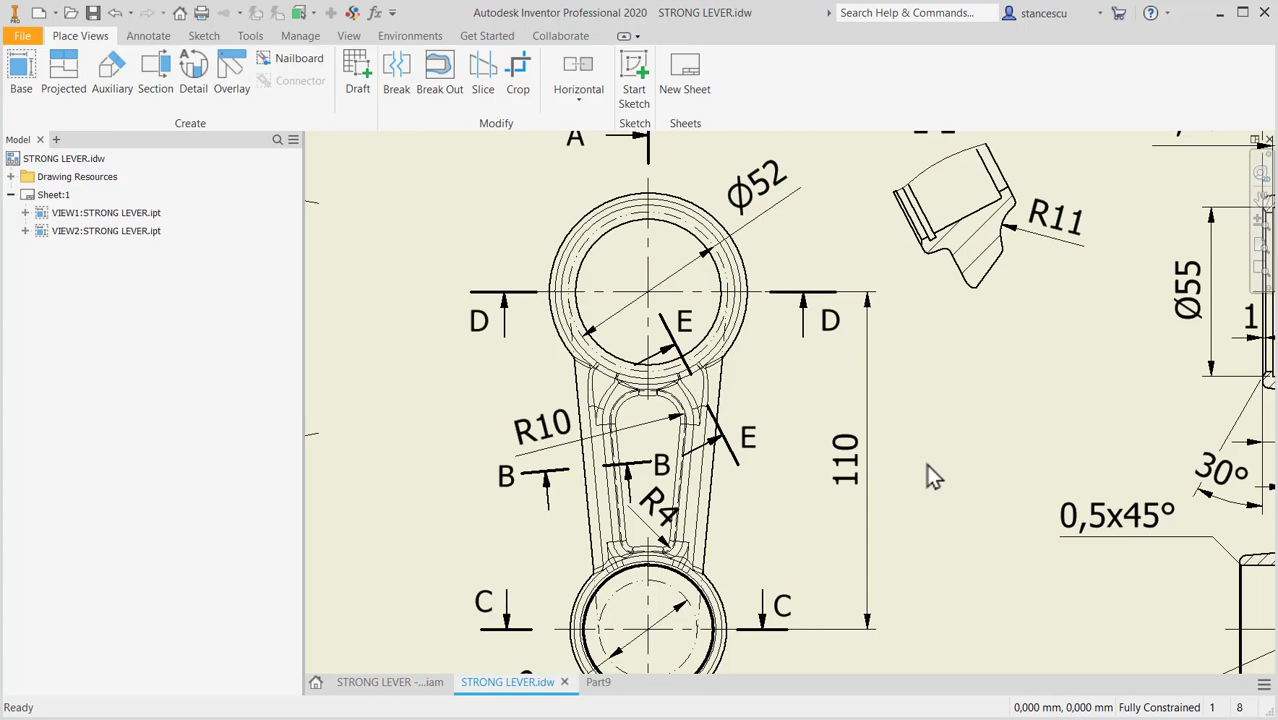 PRO
Autodesk Inventor Professional 2020 STRONG LEVER.idw
Search Help & Commands...
stancescu
File Place Views Annotate Sketch Tools Manage View Environments Get Started Collaborate
Base Projected Auxiliary Section Detail Overlay
Nailboard
Connector
Draft
Break Break Out Slice Crop
Horizontal
Start Sketch
New Sheet
Create Modify Sketch Sheets
Model
STRONG LEVER.idw
Drawing Resources
Sheet:1
VIEW1:STRONG LEVER.ipt
VIEW2:STRONG LEVER.ipt
A
Ø52
R11
Ø55
D D
E
1
R10
E
B B
110
R4
30°
0,5x45°
C C
STRONG LEVER -...iam STRONG LEVER.idw Part9
Ready
0,000 mm, 0,000 mm Fully Constrained 1 8